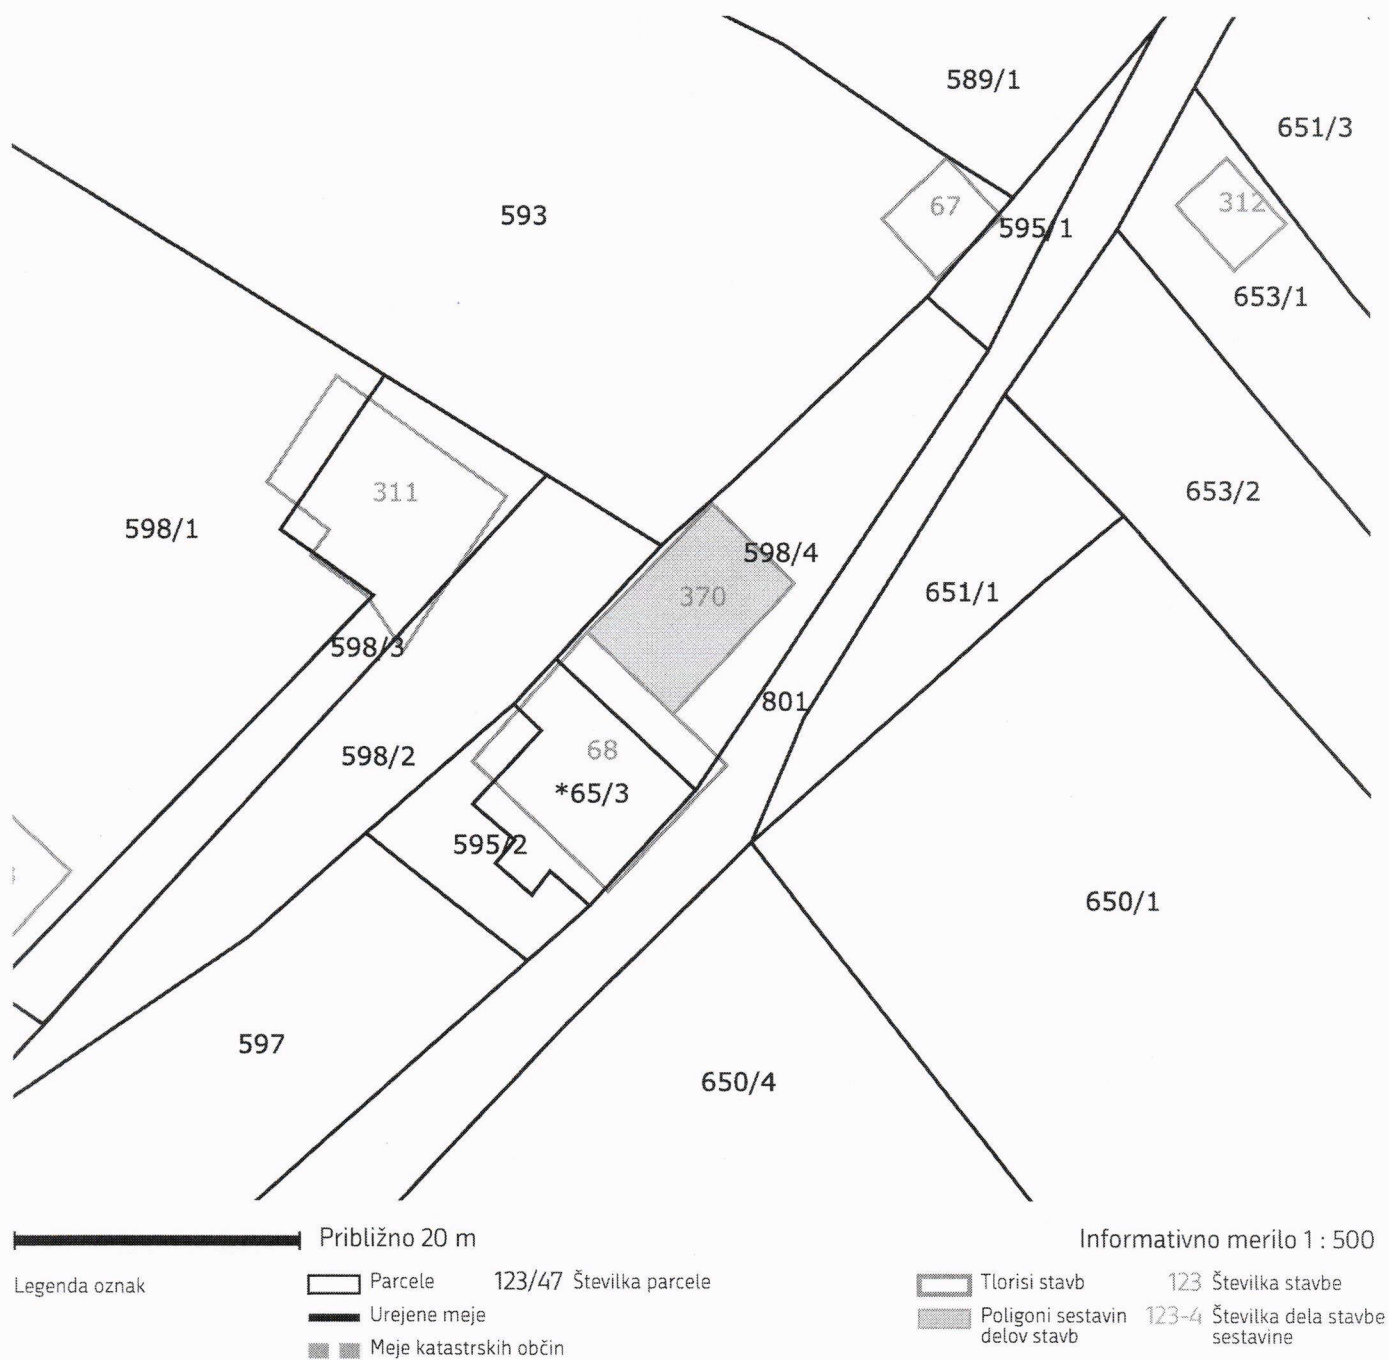 589/1
651/3
593
67
312
595/1
653/1
311
653/2
598/1
598/4
370
651/1
598/3
801
598/2
68
*65/3
595/2
650/1
597
650/4
Približno 20 m
Informativno merilo 1 : 500
Legenda oznak
Parcele
123/47 Številka parcele
Urejene meje
Meje katastrskih občin
Tlorisi stavb
123 Številka stavbe
Poligoni sestavin
delov stavb
123-4 Številka dela stavbe
sestavine